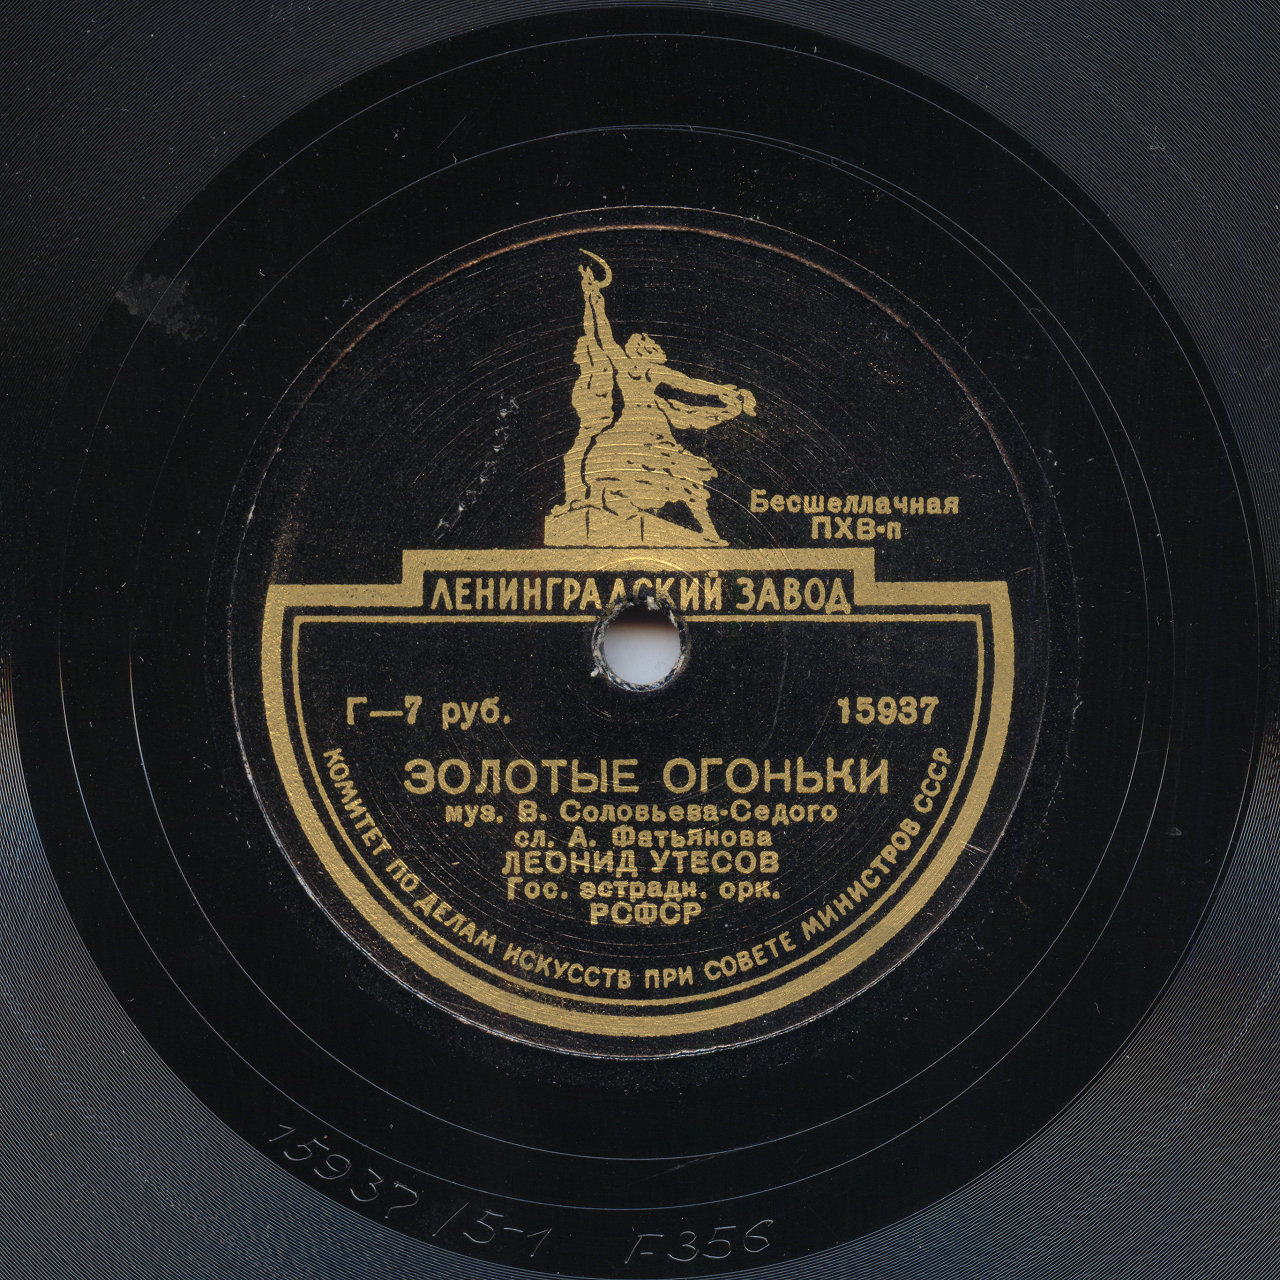 Бесшеллачная
ПХВ-п
ЛЕНИНГРАДСКИЙ ЗАВОД
Г—7 руб.
15937
ЗОЛОТЫЕ ОГОНЬКИ
муз. В. Соловьева-Седого
сл. А. Фатьянова
ЛЕОНИД УТЕСОВ
Гос. эстрадн. орк.
РСФСР
КОМИТЕТ ПО ДЕЛАМ ИСКУССТВ ПРИ СОВЕТЕ МИНИСТРОВ СССР
15937 /5-1
F356